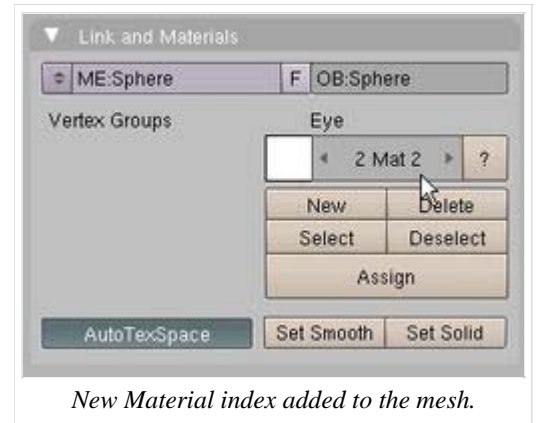 Link and Materials
ME:Sphere F OB:Sphere
Vertex Groups Eye
2 Mat 2 ?
New Delete
Select Deselect
Assign
AutoTexSpace Set Smooth Set Solid
New Material index added to the mesh.